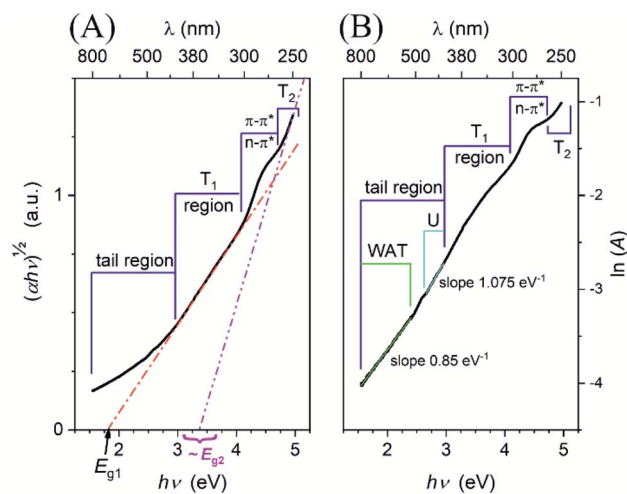 (A)
λ (nm)
800 500 380 300 250
T2
π-π*
n-π*
T1
region
tail region
1
0
(αhν)½ (a.u.)
2 3 4 5
Eg1
~ Eg2
hν (eV)
(B)
λ (nm)
800 500 380 300 250
π-π*
n-π*
T2
T1
region
tail region
U
WAT
slope 1.075 eV-1
slope 0.85 eV-1
-1
-2
-3
-4
ln (A)
2 3 4 5
hν (eV)